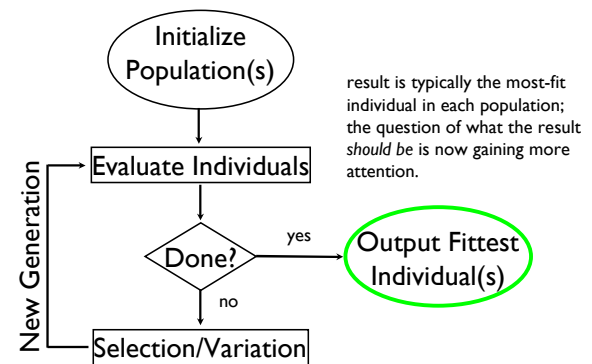 Initialize
Population(s)
result is typically the most-fit
individual in each population;
the question of what the result
should be is now gaining more
attention.
Evaluate Individuals
New Generation
Done?
yes
Output Fittest
Individual(s)
no
Selection/Variation